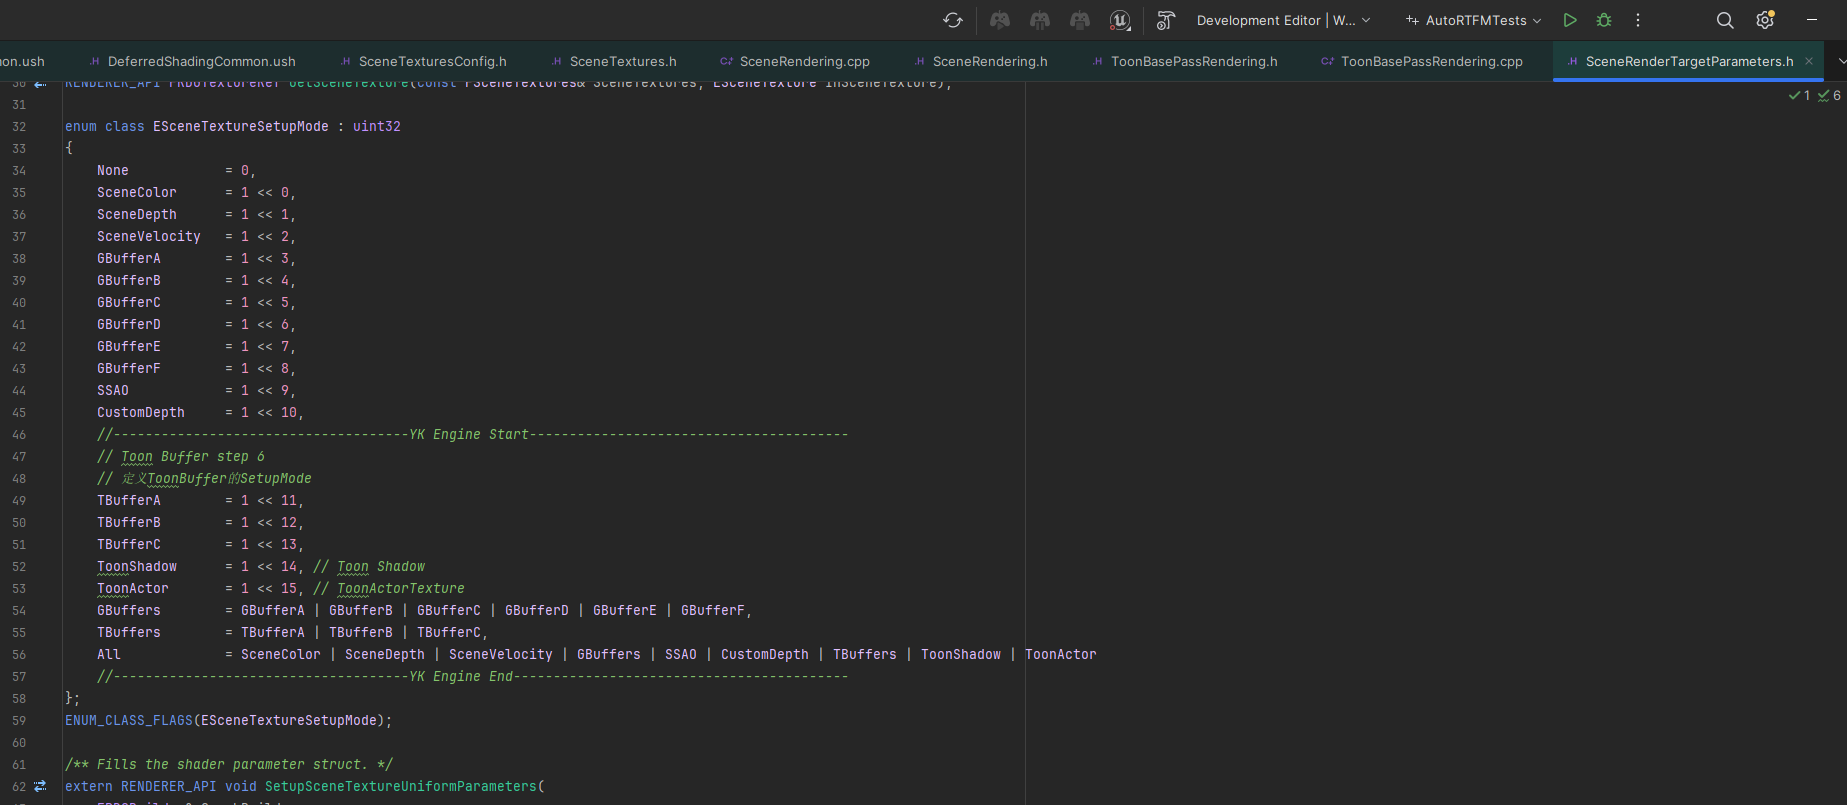 Development Editor | W...
AutoRTFMTests
on.ush
DeferredShadingCommon.ush
SceneTexturesConfig.h
SceneTextures.h
SceneRendering.cpp
SceneRendering.h
ToonBasePassRendering.h
ToonBasePassRendering.cpp
SceneRenderTargetParameters.h
1 6
30 RENDERER_API FRDGTextureRef GetSceneTexture(const FSceneTextures& SceneTextures, ESceneTexture InSceneTexture);
31
32 enum class ESceneTextureSetupMode : uint32
33 {
34 None = 0,
35 SceneColor = 1 << 0,
36 SceneDepth = 1 << 1,
37 SceneVelocity = 1 << 2,
38 GBufferA = 1 << 3,
39 GBufferB = 1 << 4,
40 GBufferC = 1 << 5,
41 GBufferD = 1 << 6,
42 GBufferE = 1 << 7,
43 GBufferF = 1 << 8,
44 SSAO = 1 << 9,
45 CustomDepth = 1 << 10,
46 //-------------------------------------YK Engine Start----------------------------------------
47 // Toon Buffer step 6
48 // 定义ToonBuffer的SetupMode
49 TBufferA = 1 << 11,
50 TBufferB = 1 << 12,
51 TBufferC = 1 << 13,
52 ToonShadow = 1 << 14, // Toon Shadow
53 ToonActor = 1 << 15, // ToonActorTexture
54 GBuffers = GBufferA | GBufferB | GBufferC | GBufferD | GBufferE | GBufferF,
55 TBuffers = TBufferA | TBufferB | TBufferC,
56 All = SceneColor | SceneDepth | SceneVelocity | GBuffers | SSAO | CustomDepth | TBuffers | ToonShadow | ToonActor
57 //-------------------------------------YK Engine End------------------------------------------
58 };
59 ENUM_CLASS_FLAGS(ESceneTextureSetupMode);
60
61 /** Fills the shader parameter struct. */
62 extern RENDERER_API void SetupSceneTextureUniformParameters(